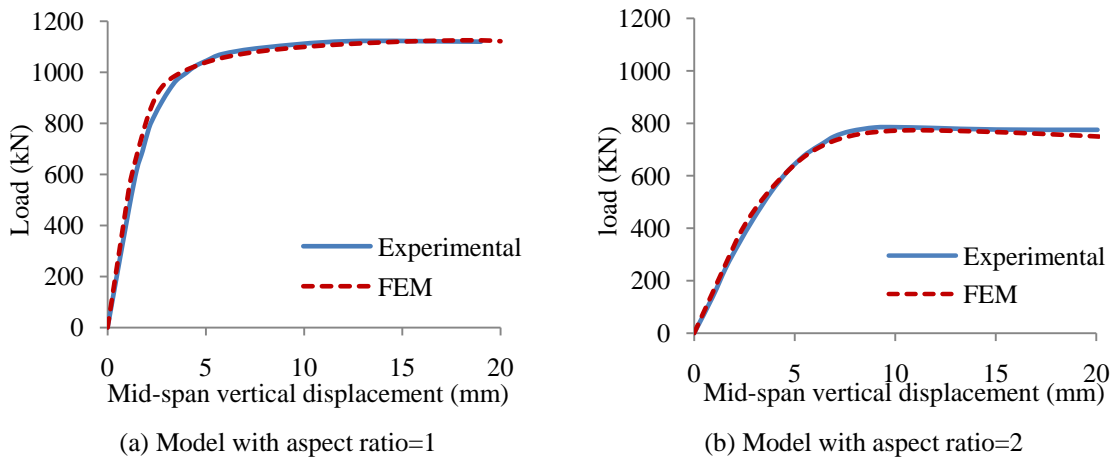 1200
1000
800
600
400
200
0
Load (kN)
Experimental
FEM
0 5 10 15 20
Mid-span vertical displacement (mm)
(a) Model with aspect ratio=1
1200
1000
800
600
400
200
0
load (KN)
Experimental
FEM
0 5 10 15 20
Mid-span vertical displacement (mm)
(b) Model with aspect ratio=2